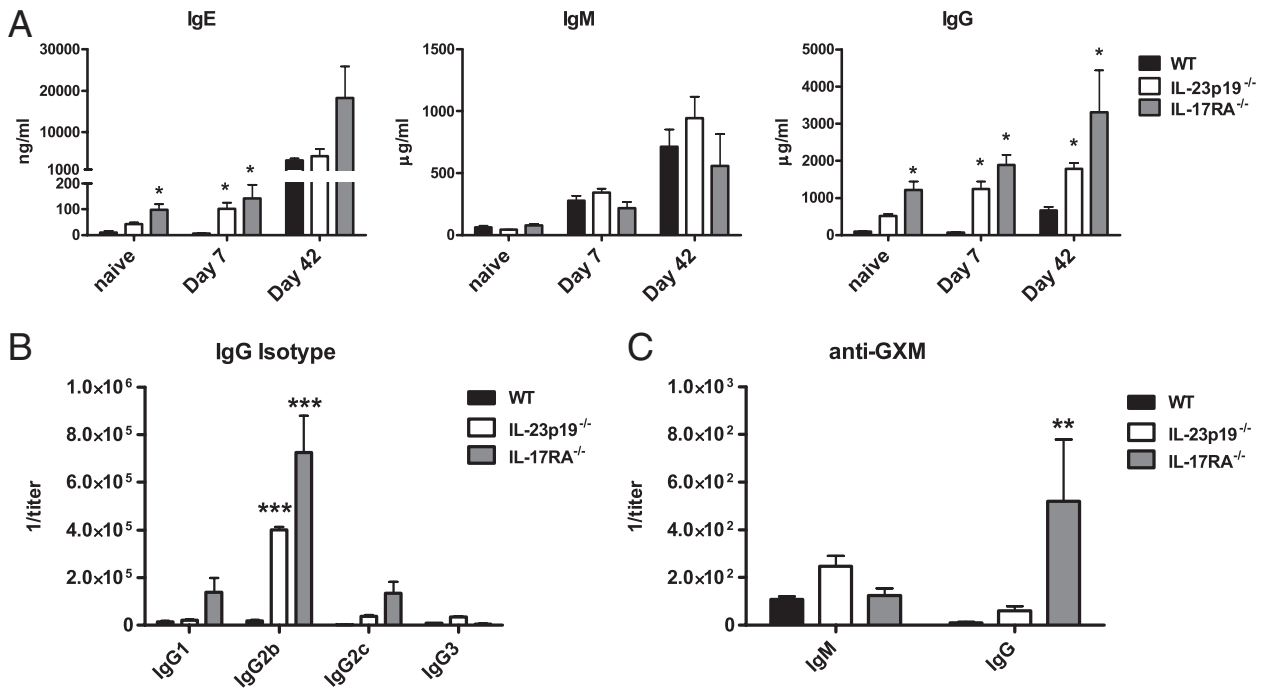 A
IgE
30000
20000
10000
1000
200
100
0
ng/ml
naive
Day 7
Day 42
IgM
1500
1000
500
0
µg/ml
naive
Day 7
Day 42
IgG
5000
4000
3000
2000
1000
0
µg/ml
naive
Day 7
Day 42
* * *
* * * * *
WT
IL-23p19-/-
IL-17RA-/-
B
IgG Isotype
1.0×10⁶
8.0×10⁵
6.0×10⁵
4.0×10⁵
2.0×10⁵
0
1/titer
***
***
IgG1
IgG2b
IgG2c
IgG3
WT
IL-23p19-/-
IL-17RA-/-
C
anti-GXM
1.0×10³
8.0×10²
6.0×10²
4.0×10²
2.0×10²
0
1/titer
**
IgM
IgG
WT
IL-23p19-/-
IL-17RA-/-